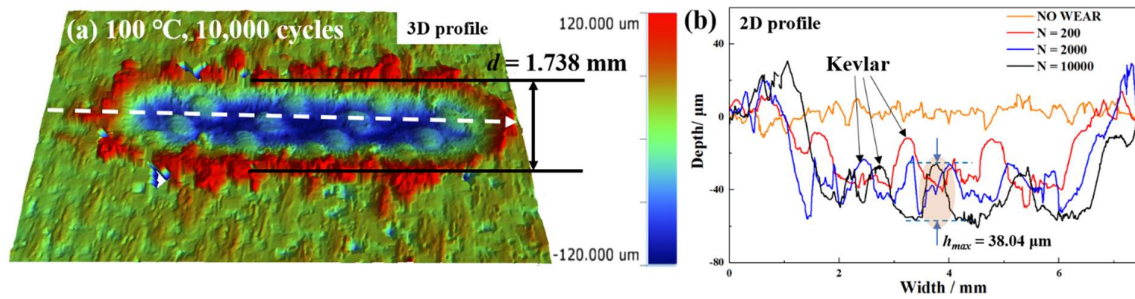 (a) 100 °C, 10,000 cycles
3D profile
120.000 um
d = 1.738 mm
-120.000 um
(b)
2D profile
NO WEAR
N = 200
N = 2000
N = 10000
Kevlar
hmax = 38.04 μm
40
0
-40
-80
Depth/ μm
0
2
4
6
Width / mm